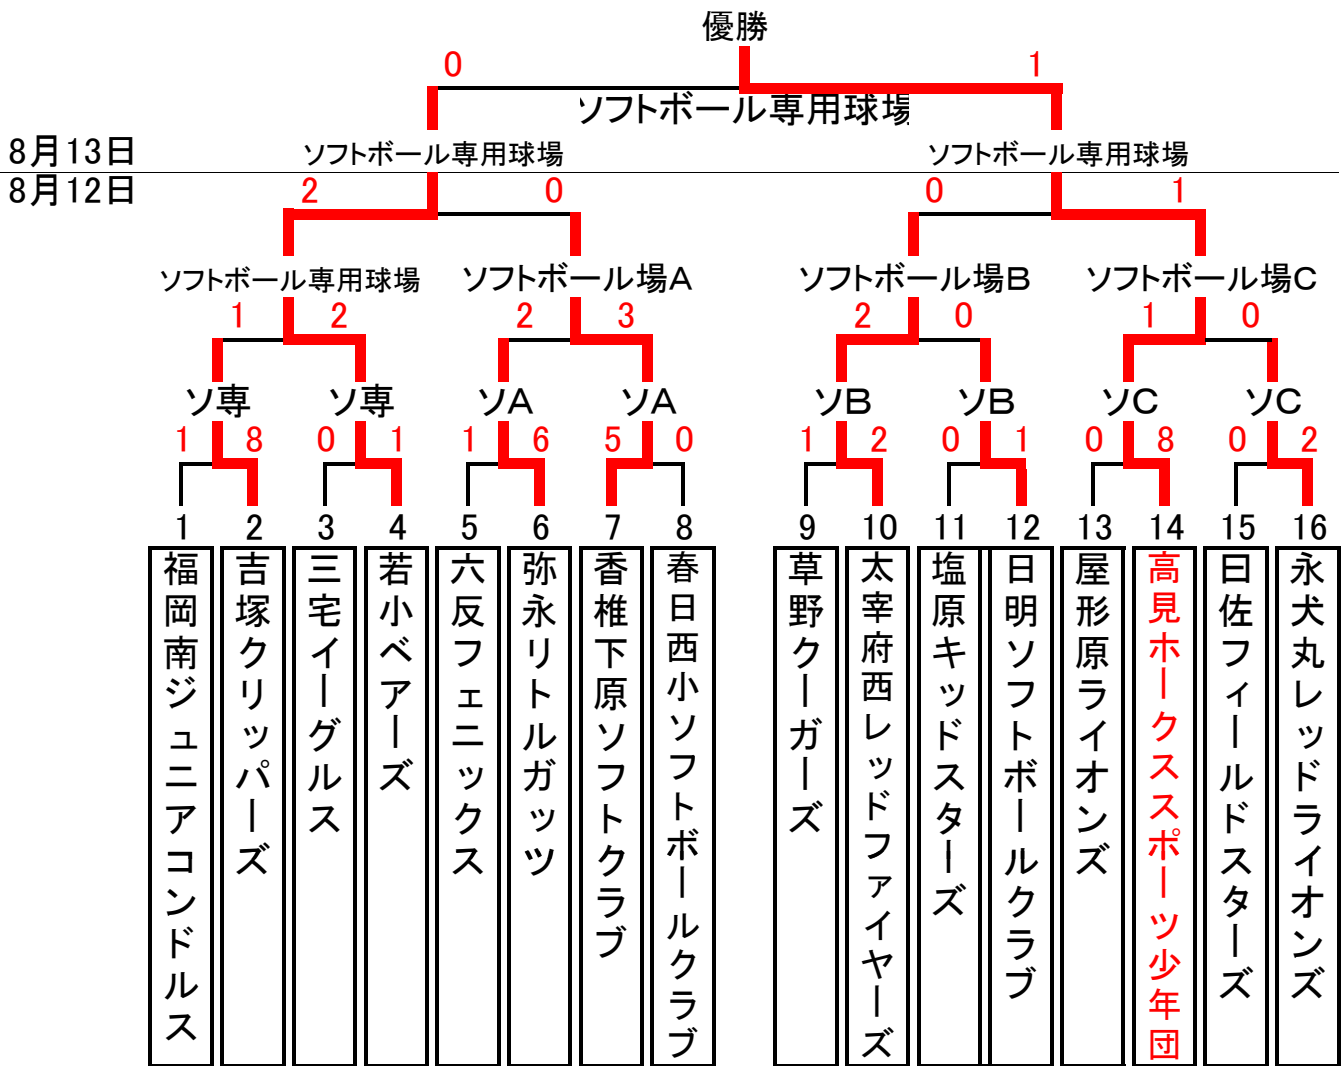 優勝
0 1
ソフトボール専用球場
8月13日 ソフトボール専用球場 ソフトボール専用球場
8月12日 2 0 0 1
ソフトボール専用球場 ソフトボール場A ソフトボール場B ソフトボール場C
1 2 2 3 2 0 1 0
ソ専 ソ専 ソA ソA ソB ソB ソC ソC
1 8 0 1 1 6 5 0 1 2 0 1 0 8 0 2
1 2 3 4 5 6 7 8 9 10 11 12 13 14 15 16
福岡南ジュニアコンドルス
吉塚クリッパーズ
三宅イーグルス
若小ベアーズ
六反フェニックス
弥永リトルガッツ
香椎下原ソフトクラブ
春日西小ソフトボールクラブ
草野クーガーズ
太宰府西レッドファイヤーズ
塩原キッドスターズ
日明ソフトボールクラブ
屋形原ライオンズ
高見ホークススポーツ少年団
曰佐フィールドスターズ
永犬丸レッドライオンズ